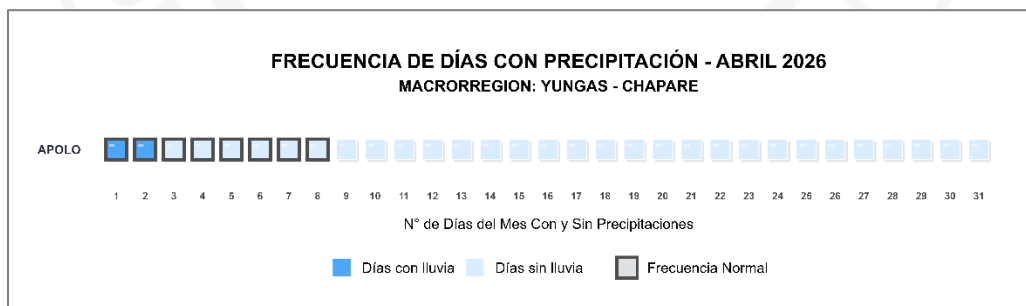 FRECUENCIA DE DÍAS CON PRECIPITACIÓN - ABRIL 2026
MACRORREGION: YUNGAS - CHAPARE
APOLO
1 2 3 4 5 6 7 8 9 10 11 12 13 14 15 16 17 18 19 20 21 22 23 24 25 26 27 28 29 30 31
N° de Días del Mes Con y Sin Precipitaciones
Días con lluvia Días sin lluvia Frecuencia Normal